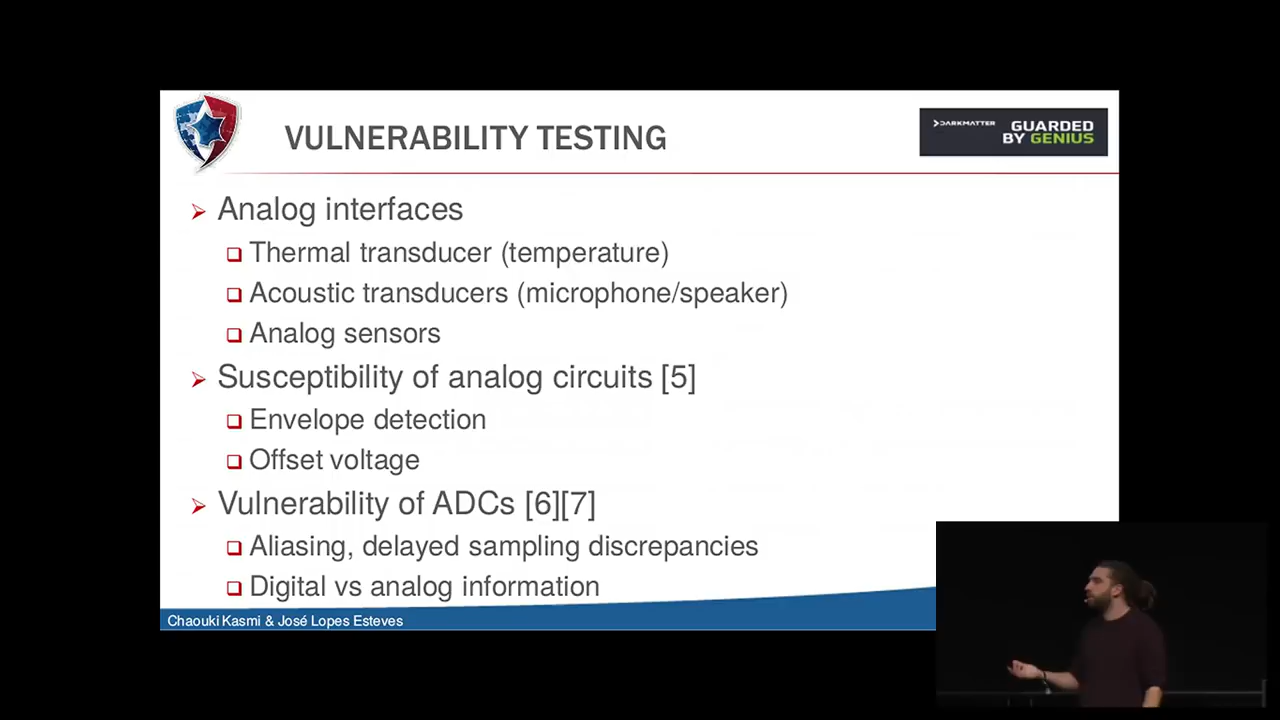 VULNERABILITY TESTING
DARKMATTER
GUARDED
BY GENIUS
Analog interfaces
Thermal transducer (temperature)
Acoustic transducers (microphone/speaker)
Analog sensors
Susceptibility of analog circuits [5]
Envelope detection
Offset voltage
Vulnerability of ADCs [6][7]
Aliasing, delayed sampling discrepancies
Digital vs analog information
Chaouki Kasmi & José Lopes Esteves